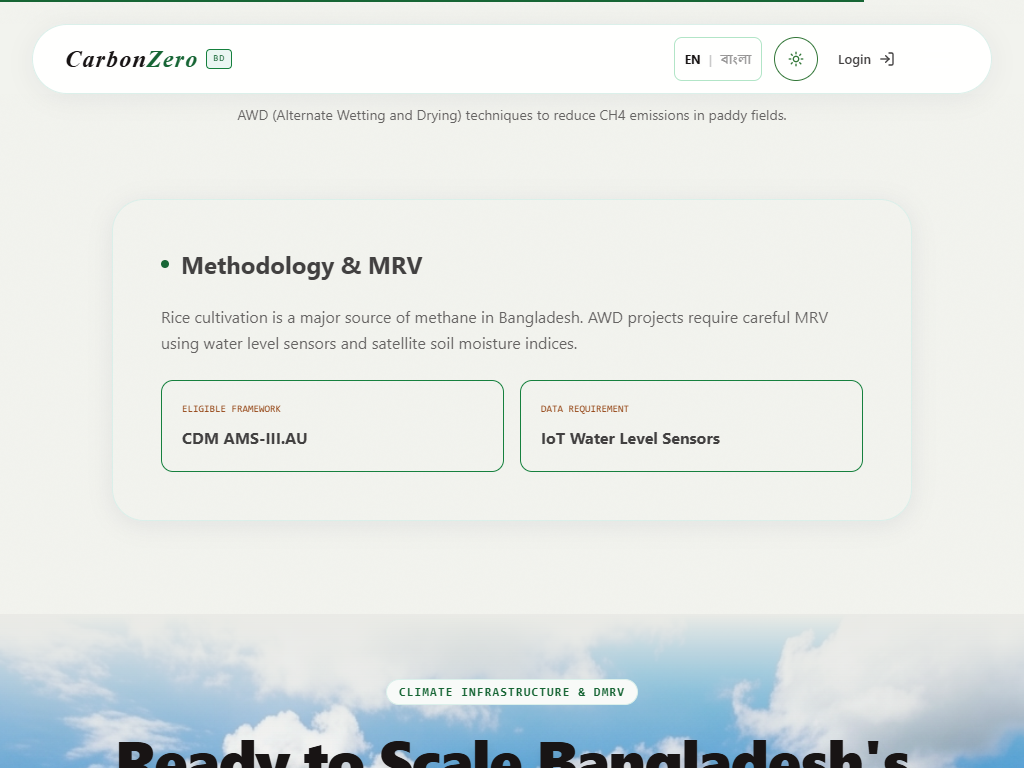 CarbonZero BD
EN | বাংলা
Login
AWD (Alternate Wetting and Drying) techniques to reduce CH4 emissions in paddy fields.
Methodology & MRV
Rice cultivation is a major source of methane in Bangladesh. AWD projects require careful MRV
using water level sensors and satellite soil moisture indices.
ELIGIBLE FRAMEWORK
CDM AMS-III.AU
DATA REQUIREMENT
IoT Water Level Sensors
CLIMATE INFRASTRUCTURE & DMRV
Ready to Scale Bangladesh's